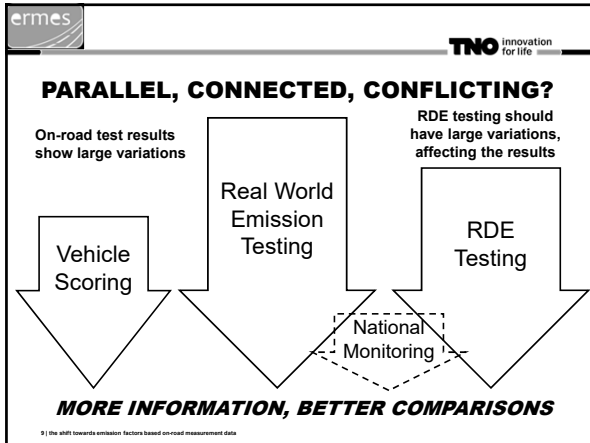 ermes
TNO innovation
for life
PARALLEL, CONNECTED, CONFLICTING?
On-road test results
show large variations
RDE testing should
have large variations,
affecting the results
Real World
Emission
Testing
Vehicle
Scoring
RDE
Testing
National
Monitoring
MORE INFORMATION, BETTER COMPARISONS
9 | the shift towards emission factors based on-road measurement data